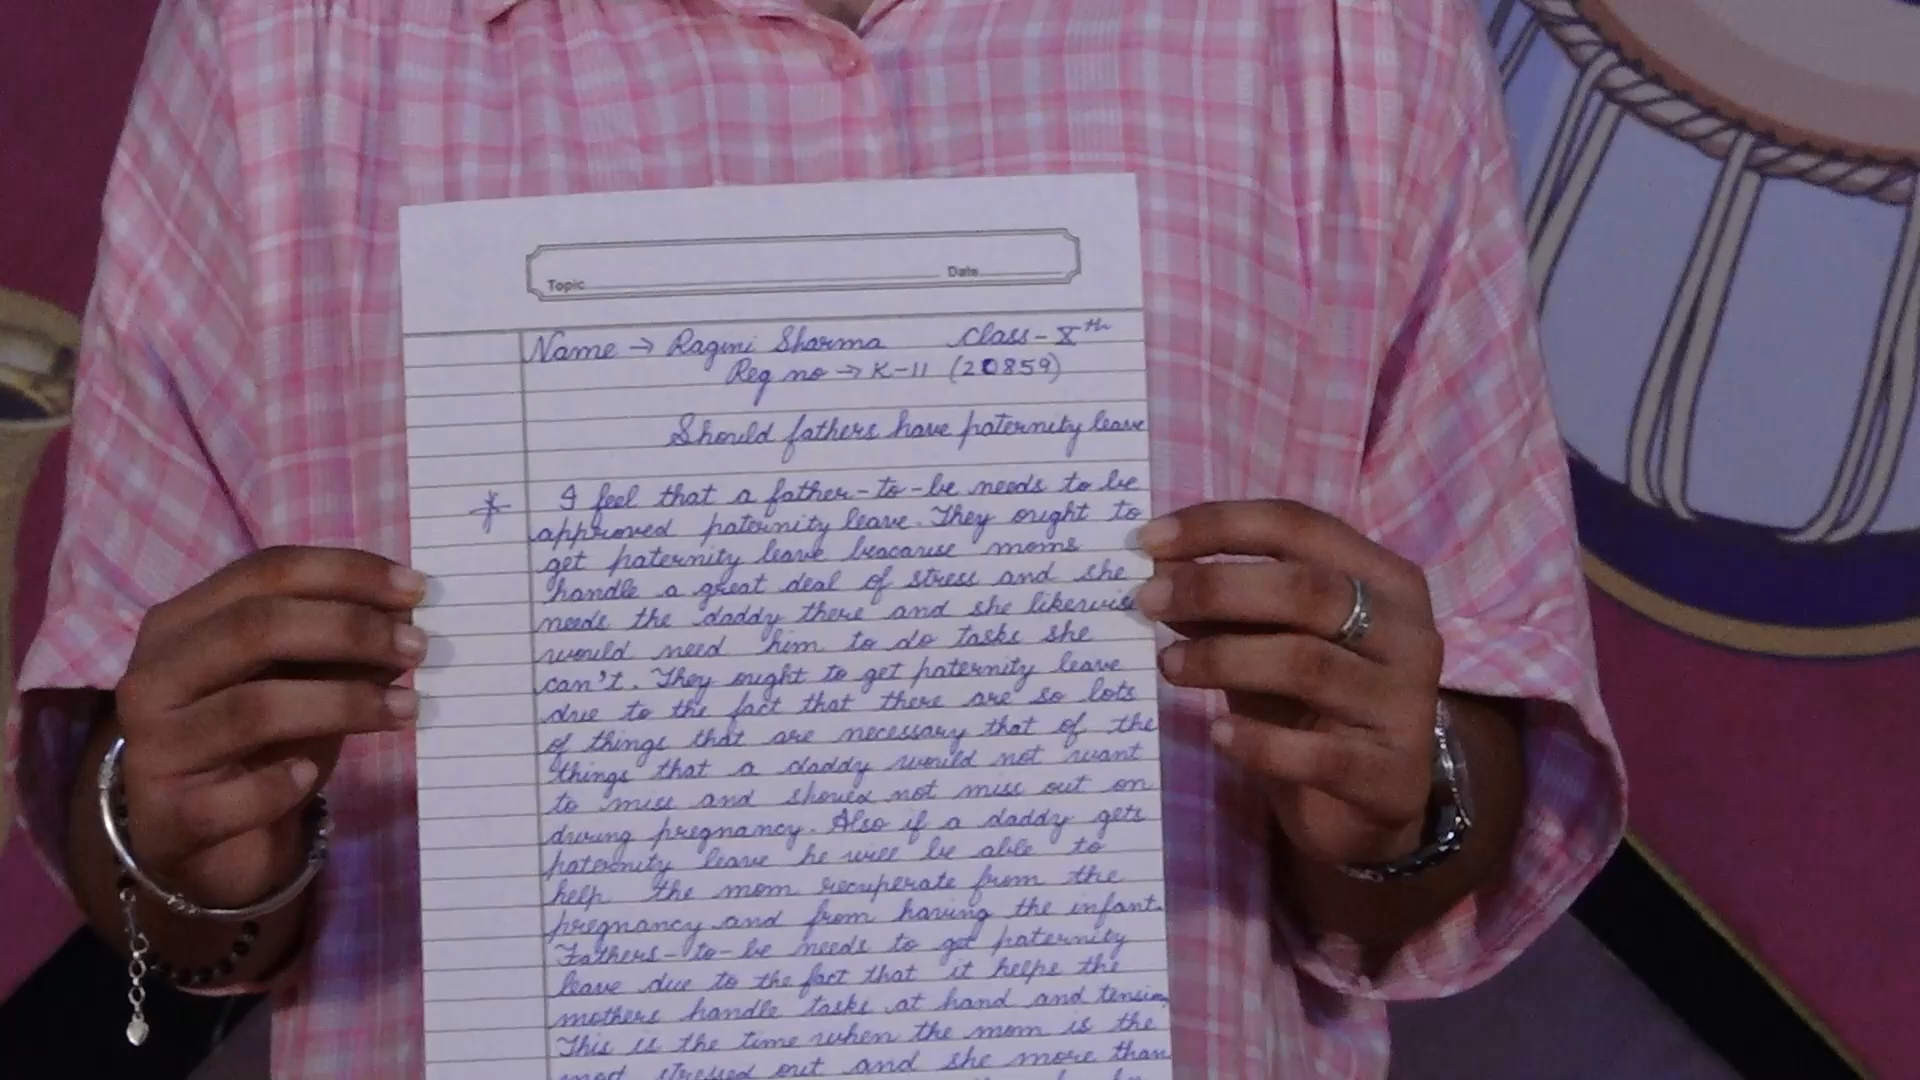 Topic Date
Name → Ragini Sharma Class - Xth
Reg no → K-11 (20859)
Should fathers have paternity leave
* I feel that a father-to-be needs to be
approved paternity leave. They ought to
get paternity leave beacause moms
handle a great deal of stress and she
needs the daddy there and she likerwise
would need him to do tasks she
can't. They ought to get paternity leave
due to the fact that there are so lots
of things that are necessary that of the
things that a daddy would not want
to miss and should not miss out on
during pregnancy. Also if a daddy gets
paternity leave he will be able to
help the mom recuperate from the
pregnancy and from having the infant.
Fathers-to-be needs to get paternity
leave due to the fact that it helps the
mothers handle tasks at hand and tension
This is the time when the mom is the
most stressed out and she more than